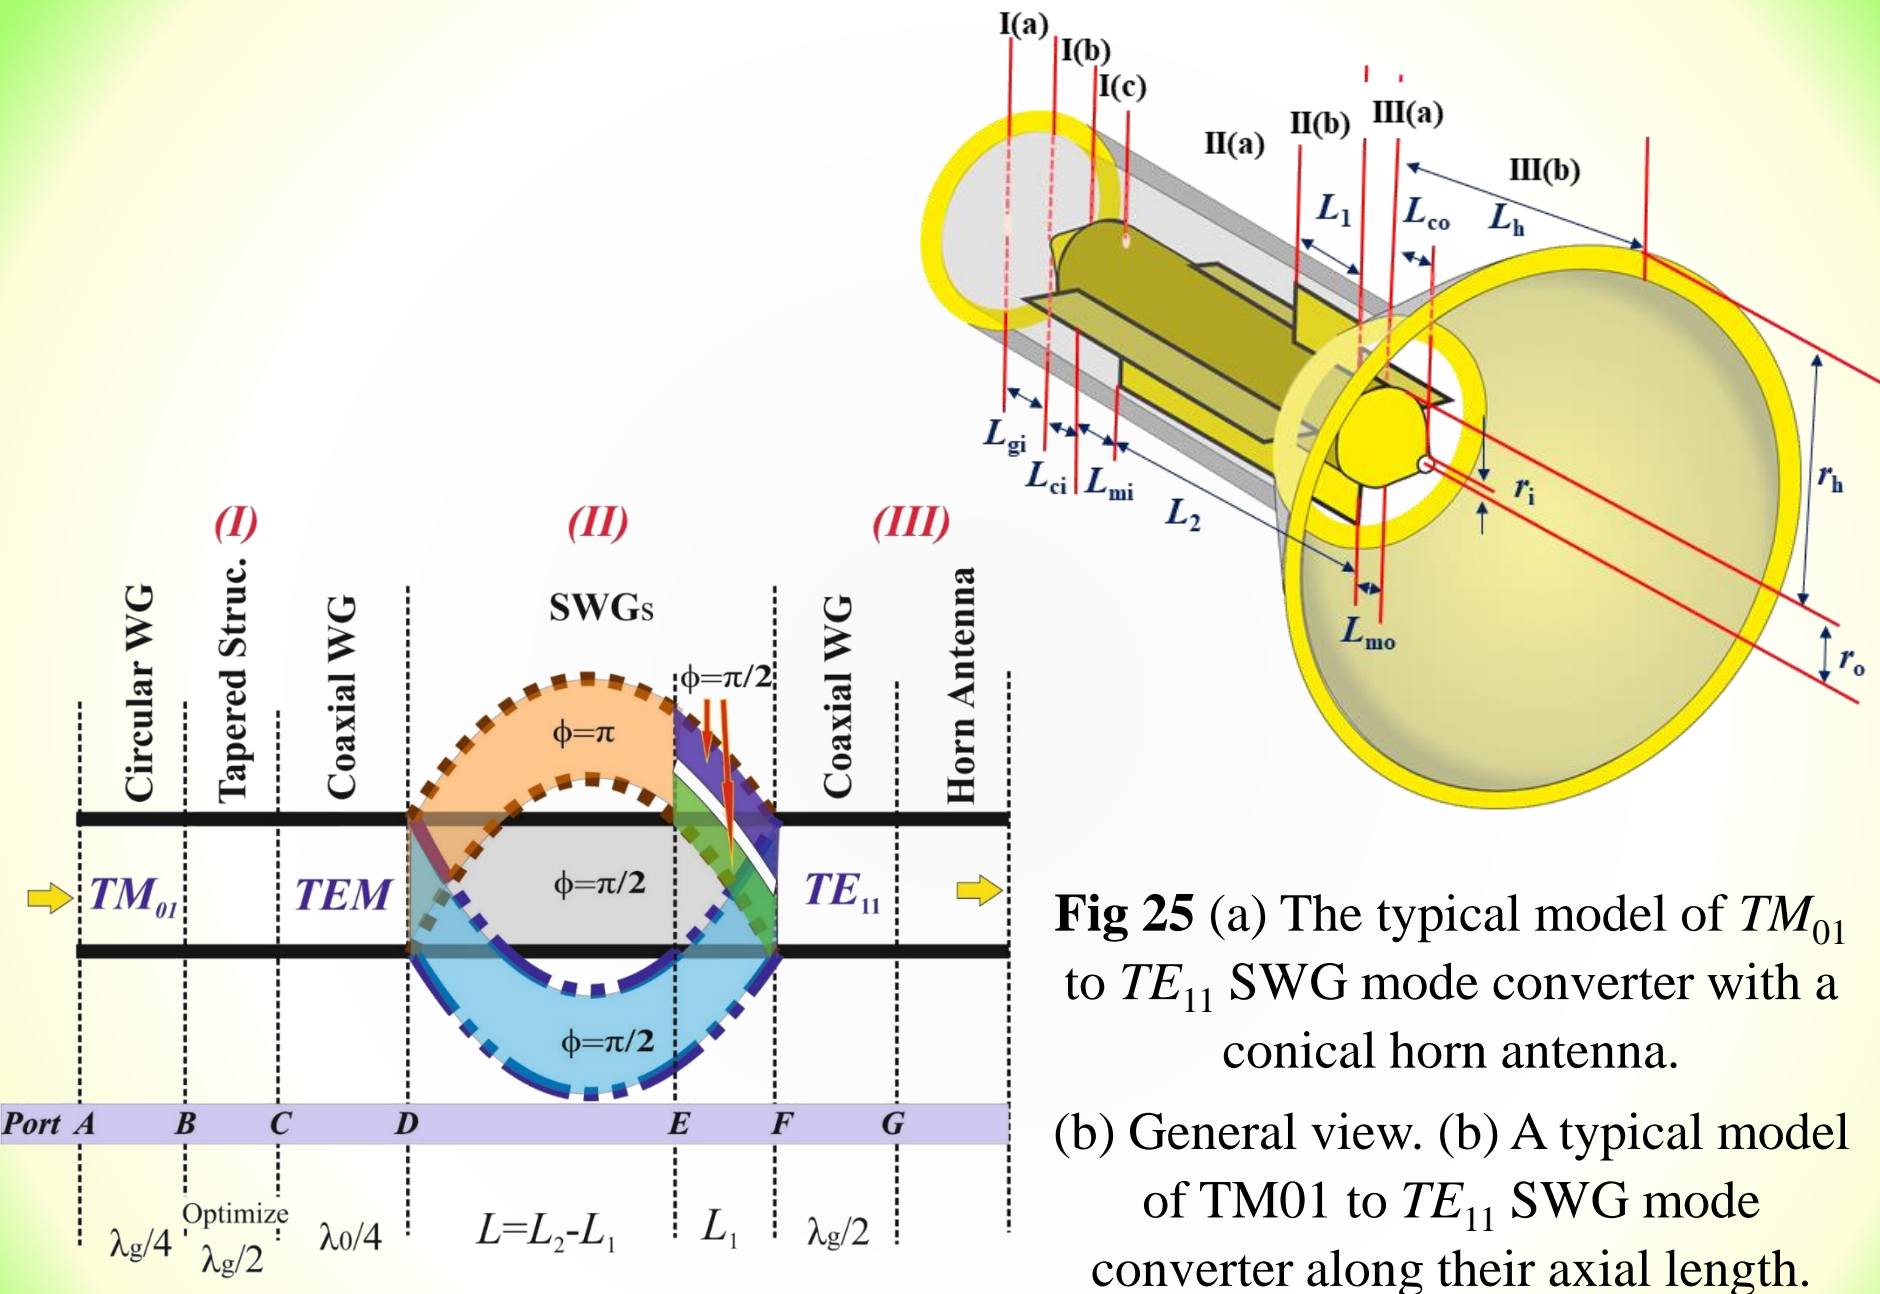 I(a)
I(b)
I(c)
II(a)
II(b)
III(a)
III(b)
L1
Lco
Lh
Lgi
Lci
Lmi
L2
Lmo
ri
rh
ro
(I)
(II)
(III)
Circular WG
Tapered Struc.
Coaxial WG
SWGs
Coaxial WG
Horn Antenna
ϕ=π/2
ϕ=π
ϕ=π/2
ϕ=π/2
TM01
TEM
TE11
Port A B C D E F G
λg/4
Optimize
λg/2
λ0/4
L=L2-L1
L1
λg/2
Fig 25 (a) The typical model of TM01
to TE11 SWG mode converter with a
conical horn antenna.
(b) General view. (b) A typical model
of TM01 to TE11 SWG mode
converter along their axial length.